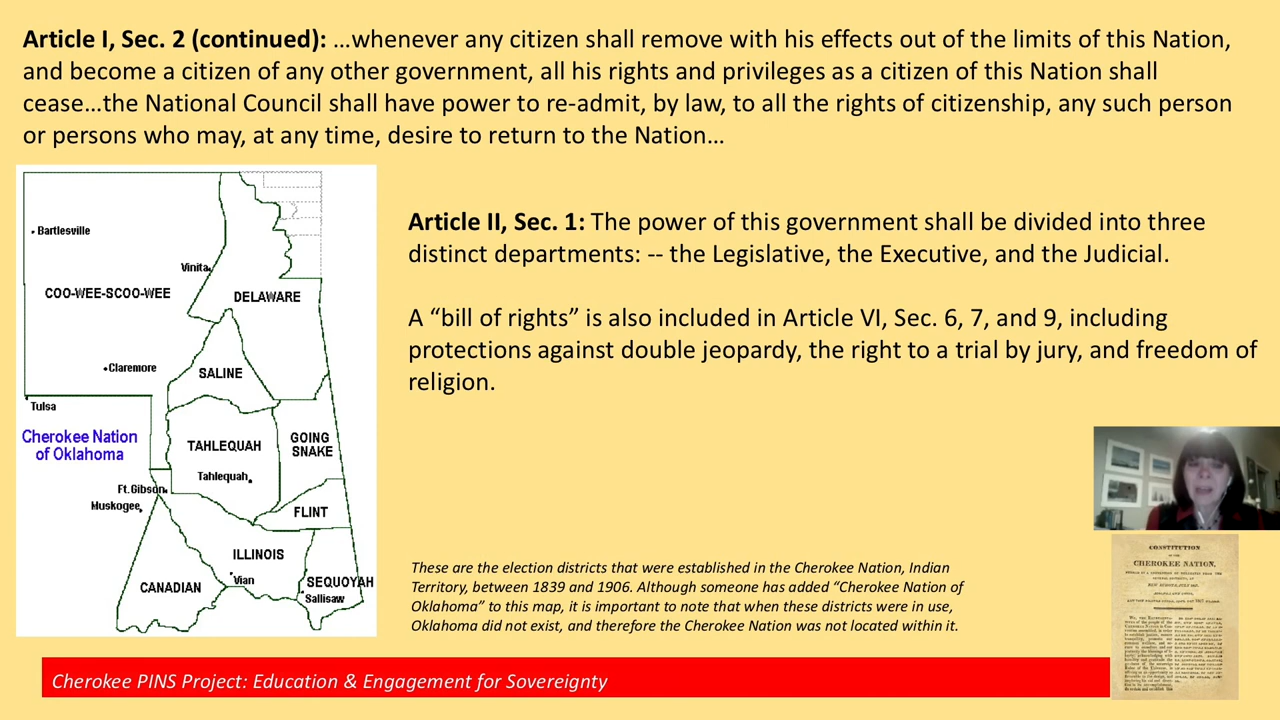 Article I, Sec. 2 (continued): …whenever any citizen shall remove with his effects out of the limits of this Nation,
and become a citizen of any other government, all his rights and privileges as a citizen of this Nation shall
cease…the National Council shall have power to re-admit, by law, to all the rights of citizenship, any such person
or persons who may, at any time, desire to return to the Nation…
Bartlesville
Vinita
COO-WEE-SCOO-WEE
DELAWARE
Claremore
SALINE
Tulsa
Cherokee Nation
of Oklahoma
TAHLEQUAH
GOING
SNAKE
Tahlequah
Ft. Gibson
Muskogee
FLINT
ILLINOIS
CANADIAN
Vian
SEQUOYAH
Sallisaw
Article II, Sec. 1: The power of this government shall be divided into three
distinct departments: -- the Legislative, the Executive, and the Judicial.
A “bill of rights” is also included in Article VI, Sec. 6, 7, and 9, including
protections against double jeopardy, the right to a trial by jury, and freedom of
religion.
These are the election districts that were established in the Cherokee Nation, Indian
Territory, between 1839 and 1906. Although someone has added “Cherokee Nation of
Oklahoma” to this map, it is important to note that when these districts were in use,
Oklahoma did not exist, and therefore the Cherokee Nation was not located within it.
CONSTITUTION
OF THE
CHEROKEE NATION,
Cherokee PINS Project: Education & Engagement for Sovereignty